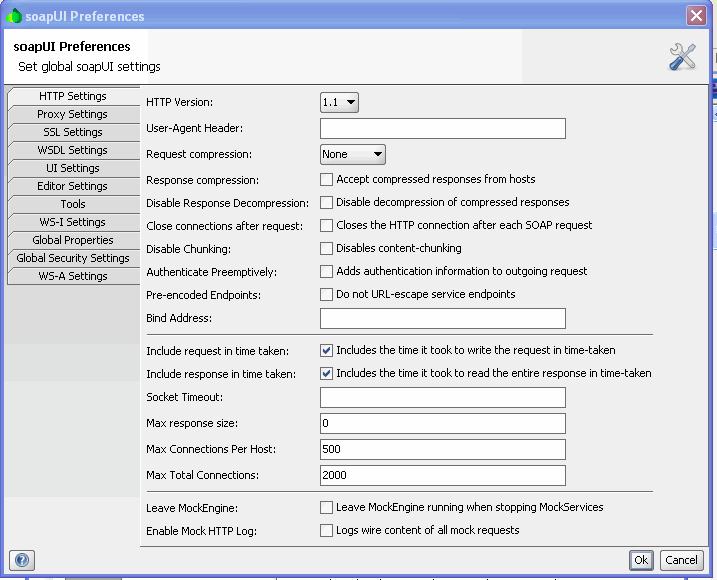 soapUI Preferences
soapUI Preferences
Set global soapUI settings
HTTP Settings
Proxy Settings
SSL Settings
WSDL Settings
UI Settings
Editor Settings
Tools
WS-I Settings
Global Properties
Global Security Settings
WS-A Settings
HTTP Version: 1.1
User-Agent Header:
Request compression: None
Response compression: Accept compressed responses from hosts
Disable Response Decompression: Disable decompression of compressed responses
Close connections after request: Closes the HTTP connection after each SOAP request
Disable Chunking: Disables content-chunking
Authenticate Preemptively: Adds authentication information to outgoing request
Pre-encoded Endpoints: Do not URL-escape service endpoints
Bind Address:
Include request in time taken: Includes the time it took to write the request in time-taken
Include response in time taken: Includes the time it took to read the entire response in time-taken
Socket Timeout:
Max response size: 0
Max Connections Per Host: 500
Max Total Connections: 2000
Leave MockEngine: Leave MockEngine running when stopping MockServices
Enable Mock HTTP Log: Logs wire content of all mock requests
? Ok Cancel